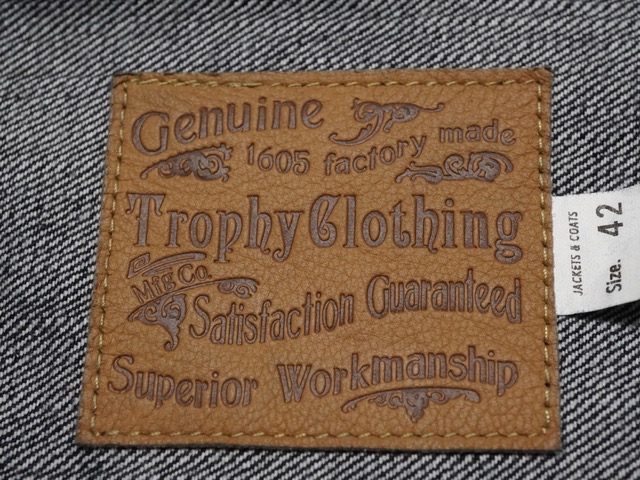 Genuine
1605 factory made
Trophy Clothing
Mfg Co.
Satisfaction Guaranteed
Superior Workmanship
JACKETS & COATS
Size. 42